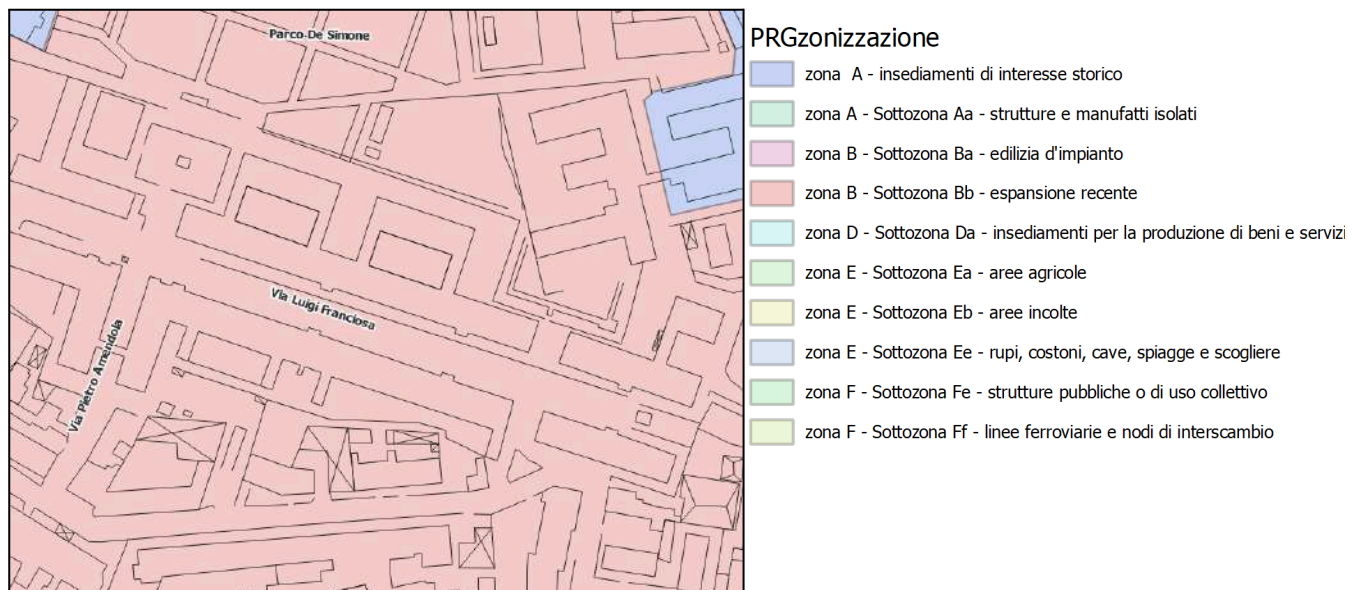 Parco De Simone
Via Luigi Franciosa
Via Pietro Amendola
PRGzonizzazione
zona A - insediamenti di interesse storico
zona A - Sottozona Aa - strutture e manufatti isolati
zona B - Sottozona Ba - edilizia d'impianto
zona B - Sottozona Bb - espansione recente
zona D - Sottozona Da - insediamenti per la produzione di beni e servizi
zona E - Sottozona Ea - aree agricole
zona E - Sottozona Eb - aree incolte
zona E - Sottozona Ee - rupi, costoni, cave, spiagge e scogliere
zona F - Sottozona Fe - strutture pubbliche o di uso collettivo
zona F - Sottozona Ff - linee ferroviarie e nodi di interscambio